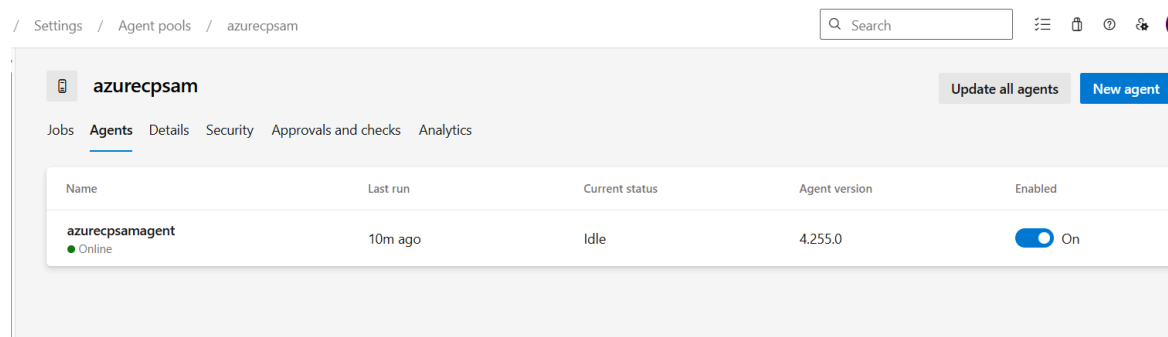 / Settings / Agent pools / azurecpsam
Search
azurecpsam
Update all agents
New agent
Jobs Agents Details Security Approvals and checks Analytics
Name Last run Current status Agent version Enabled
azurecpsamagent
Online
10m ago Idle 4.255.0 On